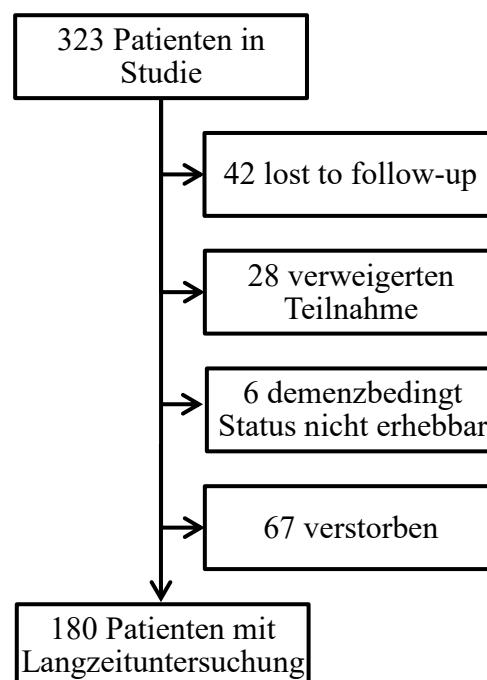 323 Patienten in
Studie
42 lost to follow-up
28 verweigerten
Teilnahme
6 demenzbedingt
Status nicht erhebbar
67 verstorben
180 Patienten mit
Langzeituntersuchung